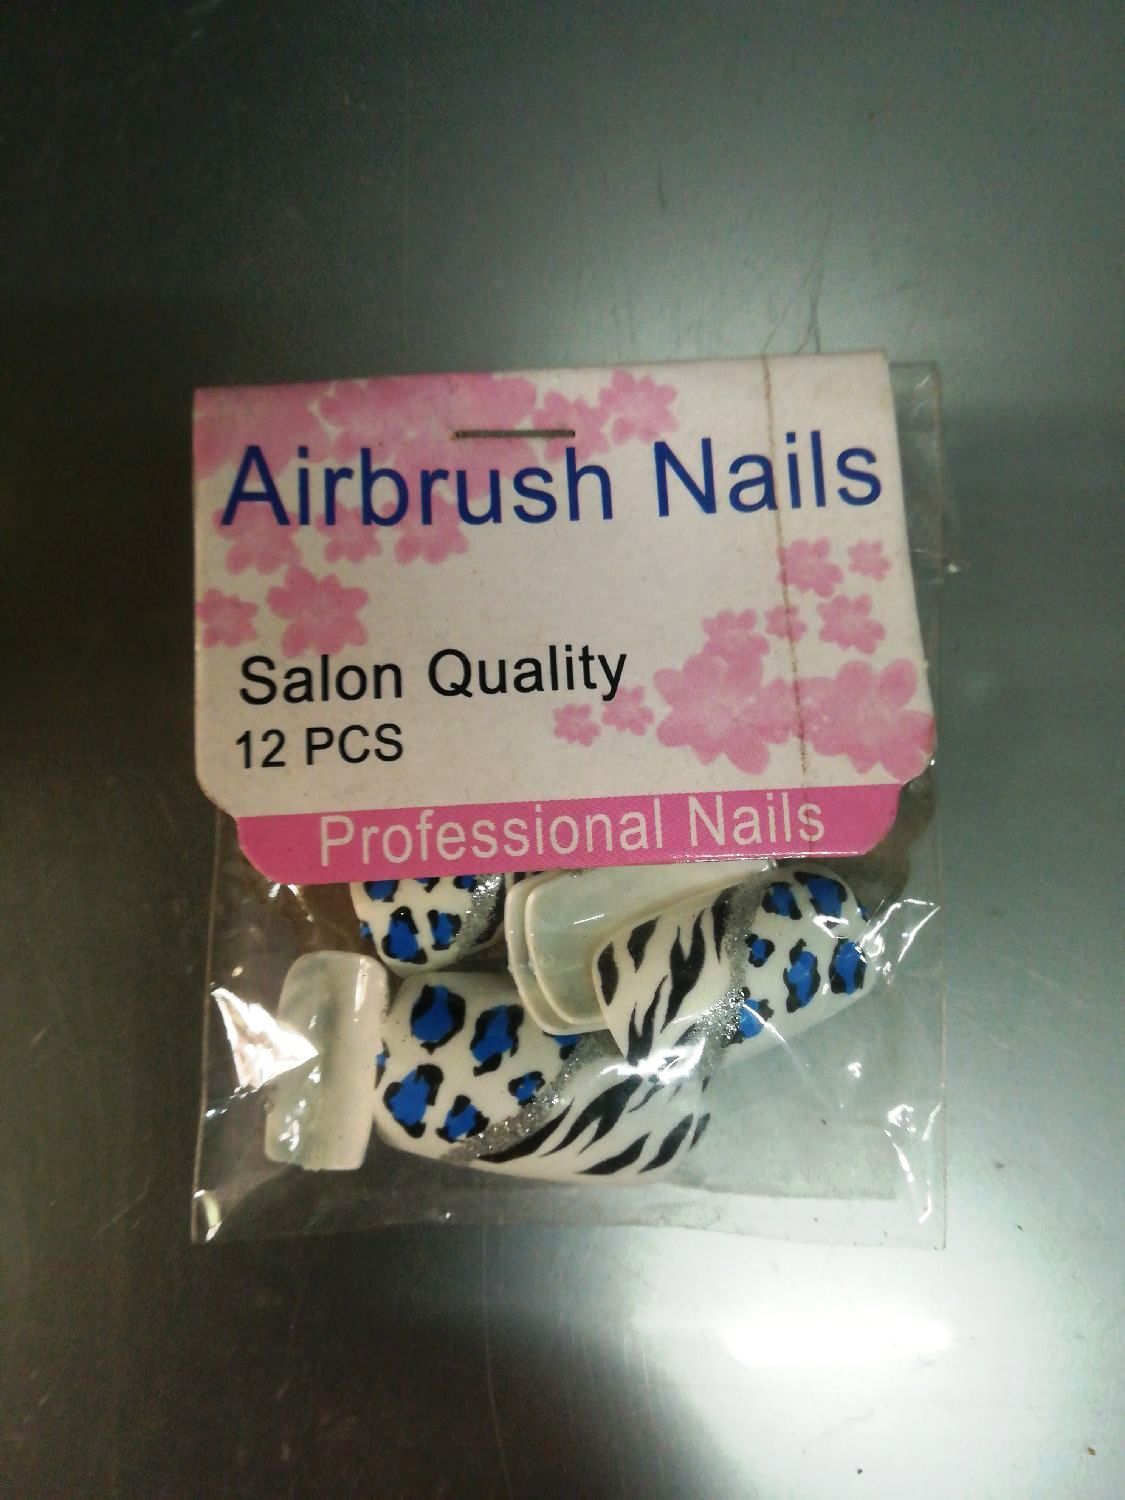 Airbrush Nails
Salon Quality
12 PCS
Professional Nails